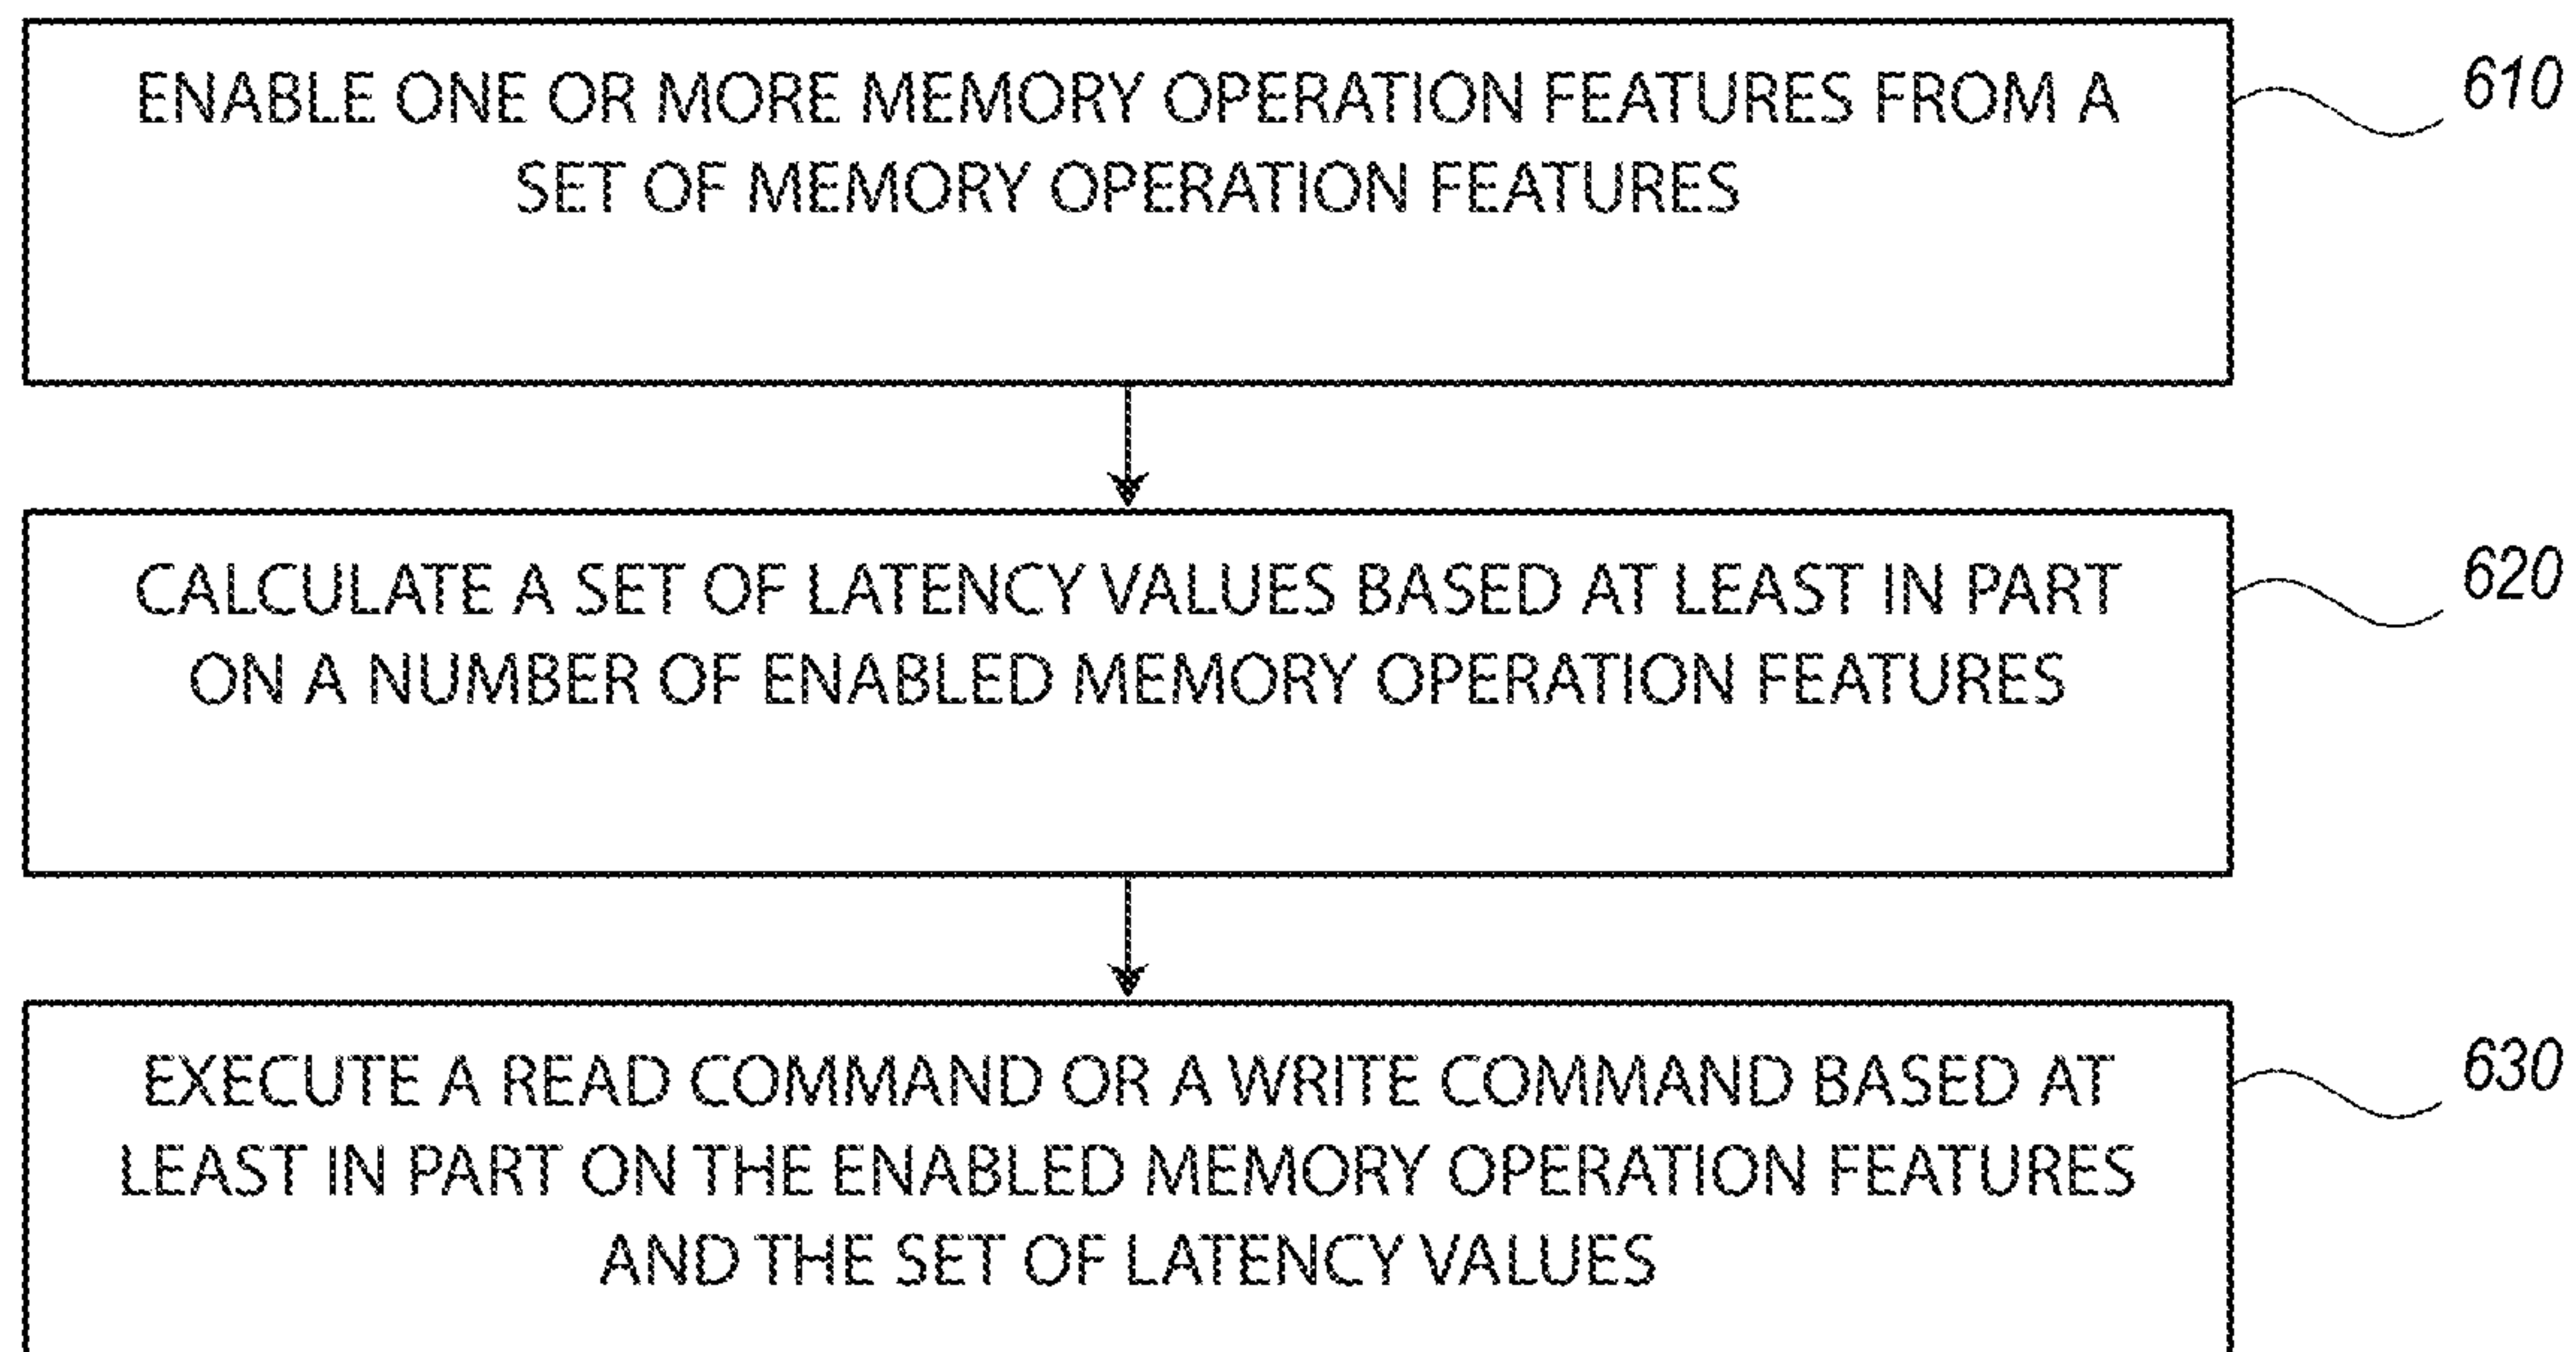 ENABLE ONE OR MORE MEMORY OPERATION FEATURES FROM A
SET OF MEMORY OPERATION FEATURES
610
CALCULATE A SET OF LATENCY VALUES BASED AT LEAST IN PART
ON A NUMBER OF ENABLED MEMORY OPERATION FEATURES
620
EXECUTE A READ COMMAND OR A WRITE COMMAND BASED AT
LEAST IN PART ON THE ENABLED MEMORY OPERATION FEATURES
AND THE SET OF LATENCY VALUES
630